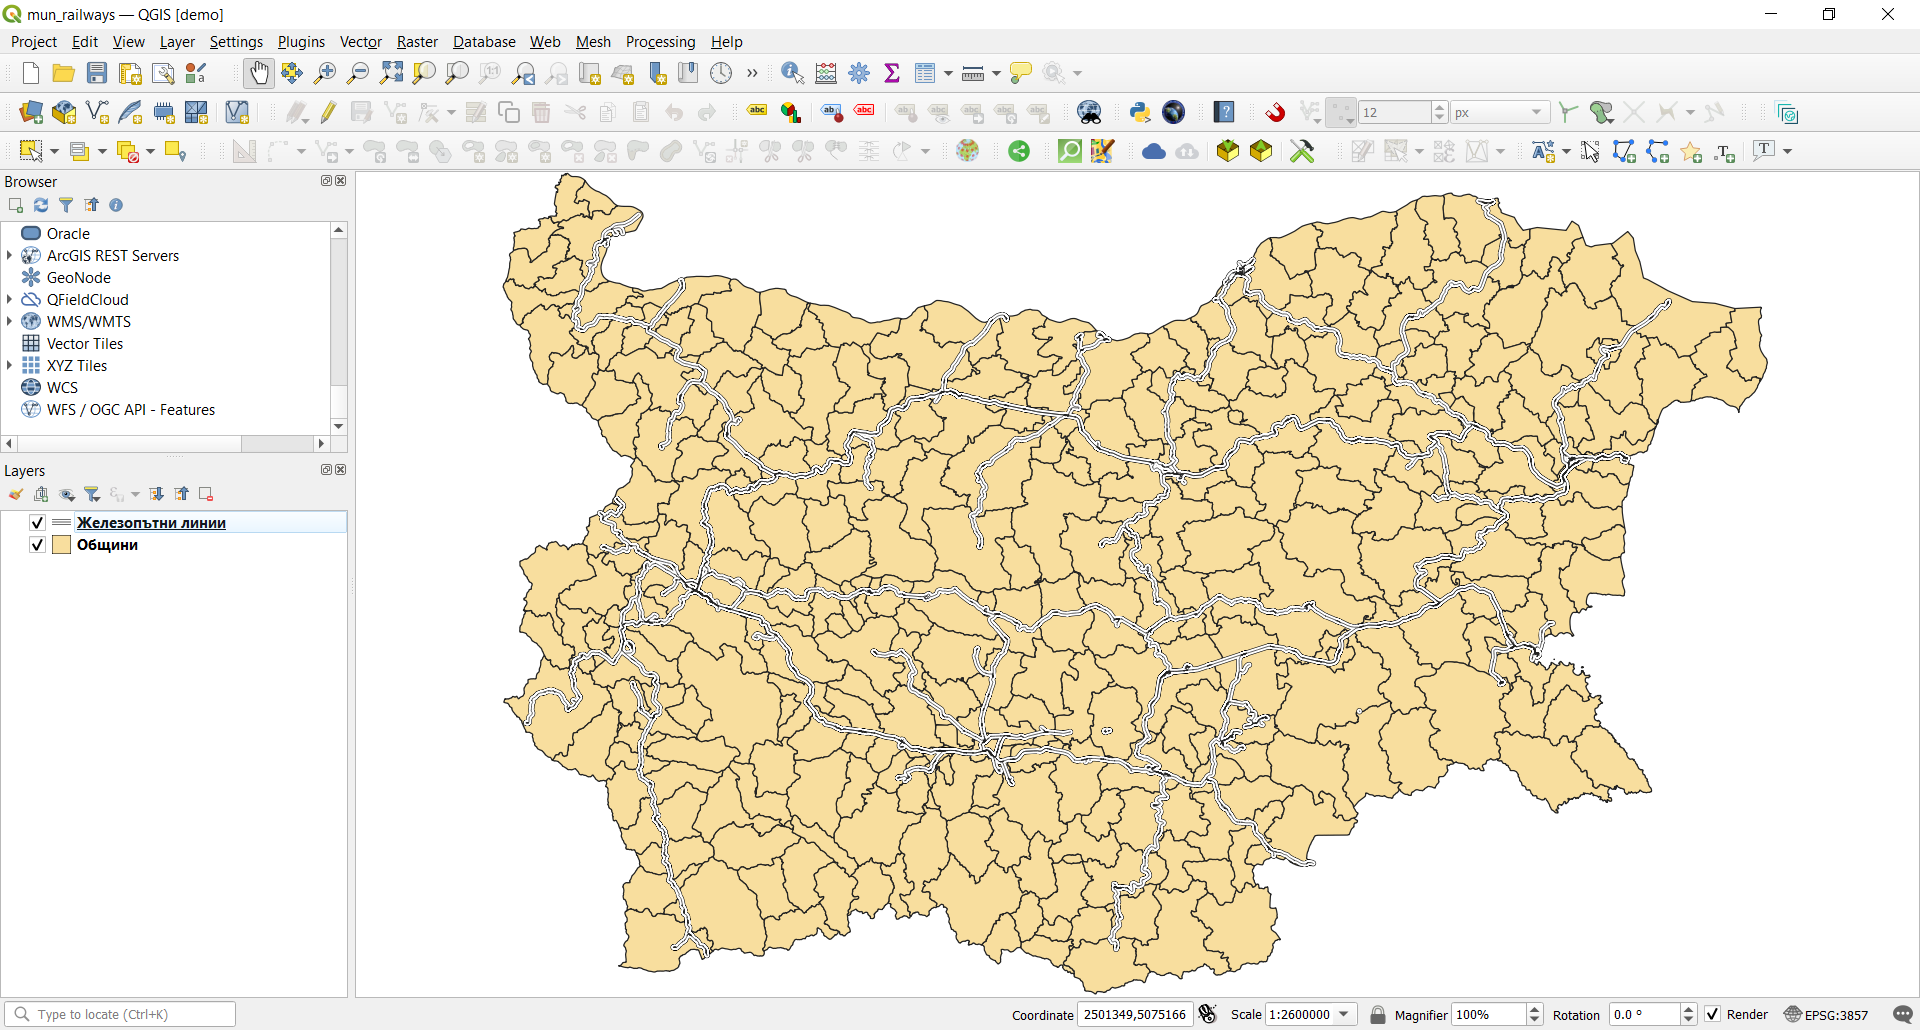 mun_railways — QGIS [demo]
Project Edit View Layer Settings Plugins Vector Raster Database Web Mesh Processing Help
12 px
Browser
Oracle
ArcGIS REST Servers
GeoNode
QFieldCloud
WMS/WMTS
Vector Tiles
XYZ Tiles
WCS
WFS / OGC API - Features
Layers
Железопътни линии
Общини
Type to locate (Ctrl+K)
Coordinate 2501349,5075166 Scale 1:2600000 Magnifier 100% Rotation 0.0 ° Render EPSG:3857